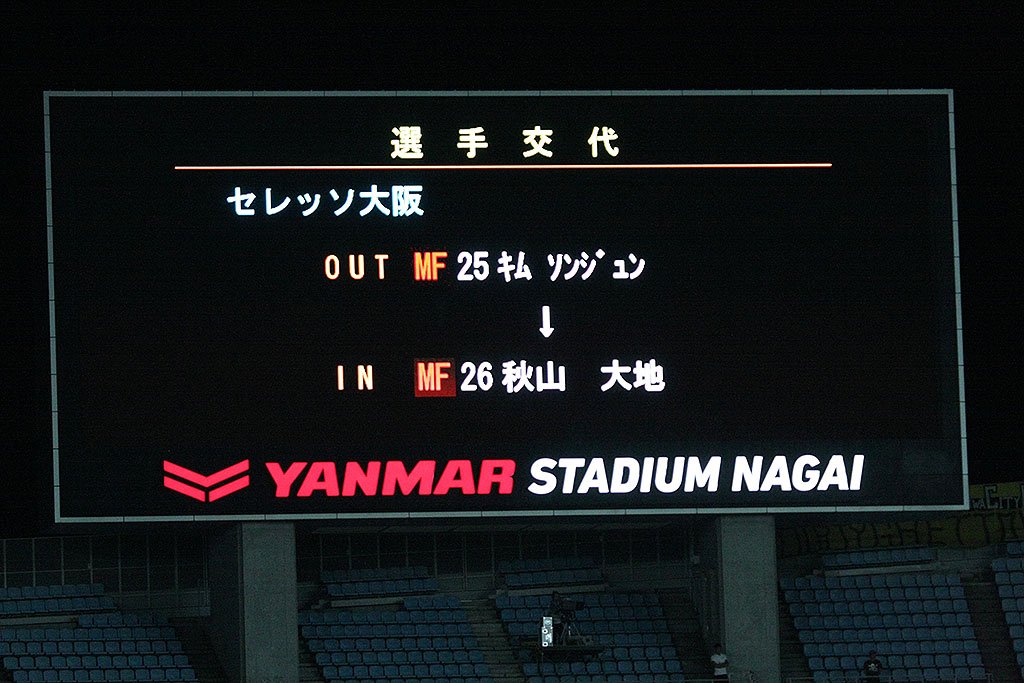 選手交代
セレッソ大阪
OUT MF 25 キム ソンジュン
↓
IN MF 26 秋山 大地
YANMAR STADIUM NAGAI
CITY